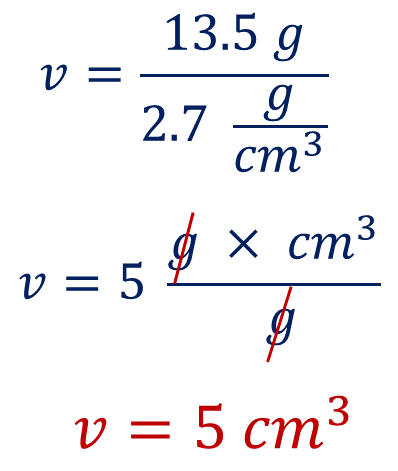 v = 13.5 g / 2.7 g/cm³
v = 5 g × cm³ / g
v = 5 cm³